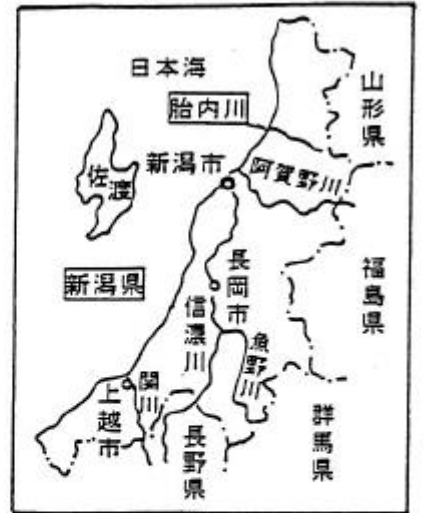 日本海
山形県
胎内川
新潟市
阿賀野川
佐渡
新潟県
長岡市
福島県
信濃川
魚野川
関川
上越市
長野県
群馬県